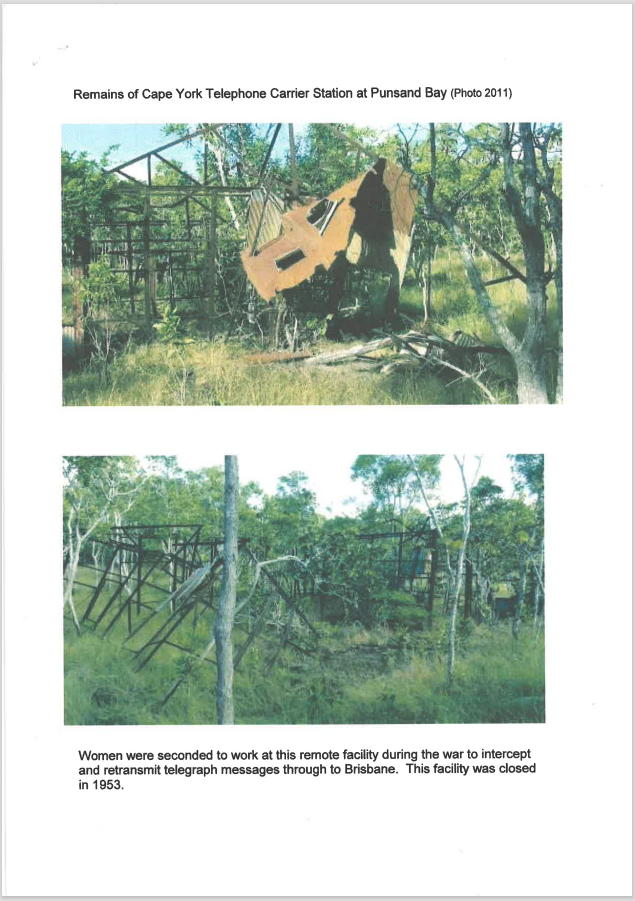 Remains of Cape York Telephone Carrier Station at Punsand Bay (Photo 2011)
Women were seconded to work at this remote facility during the war to intercept
and retransmit telegraph messages through to Brisbane. This facility was closed
in 1953.